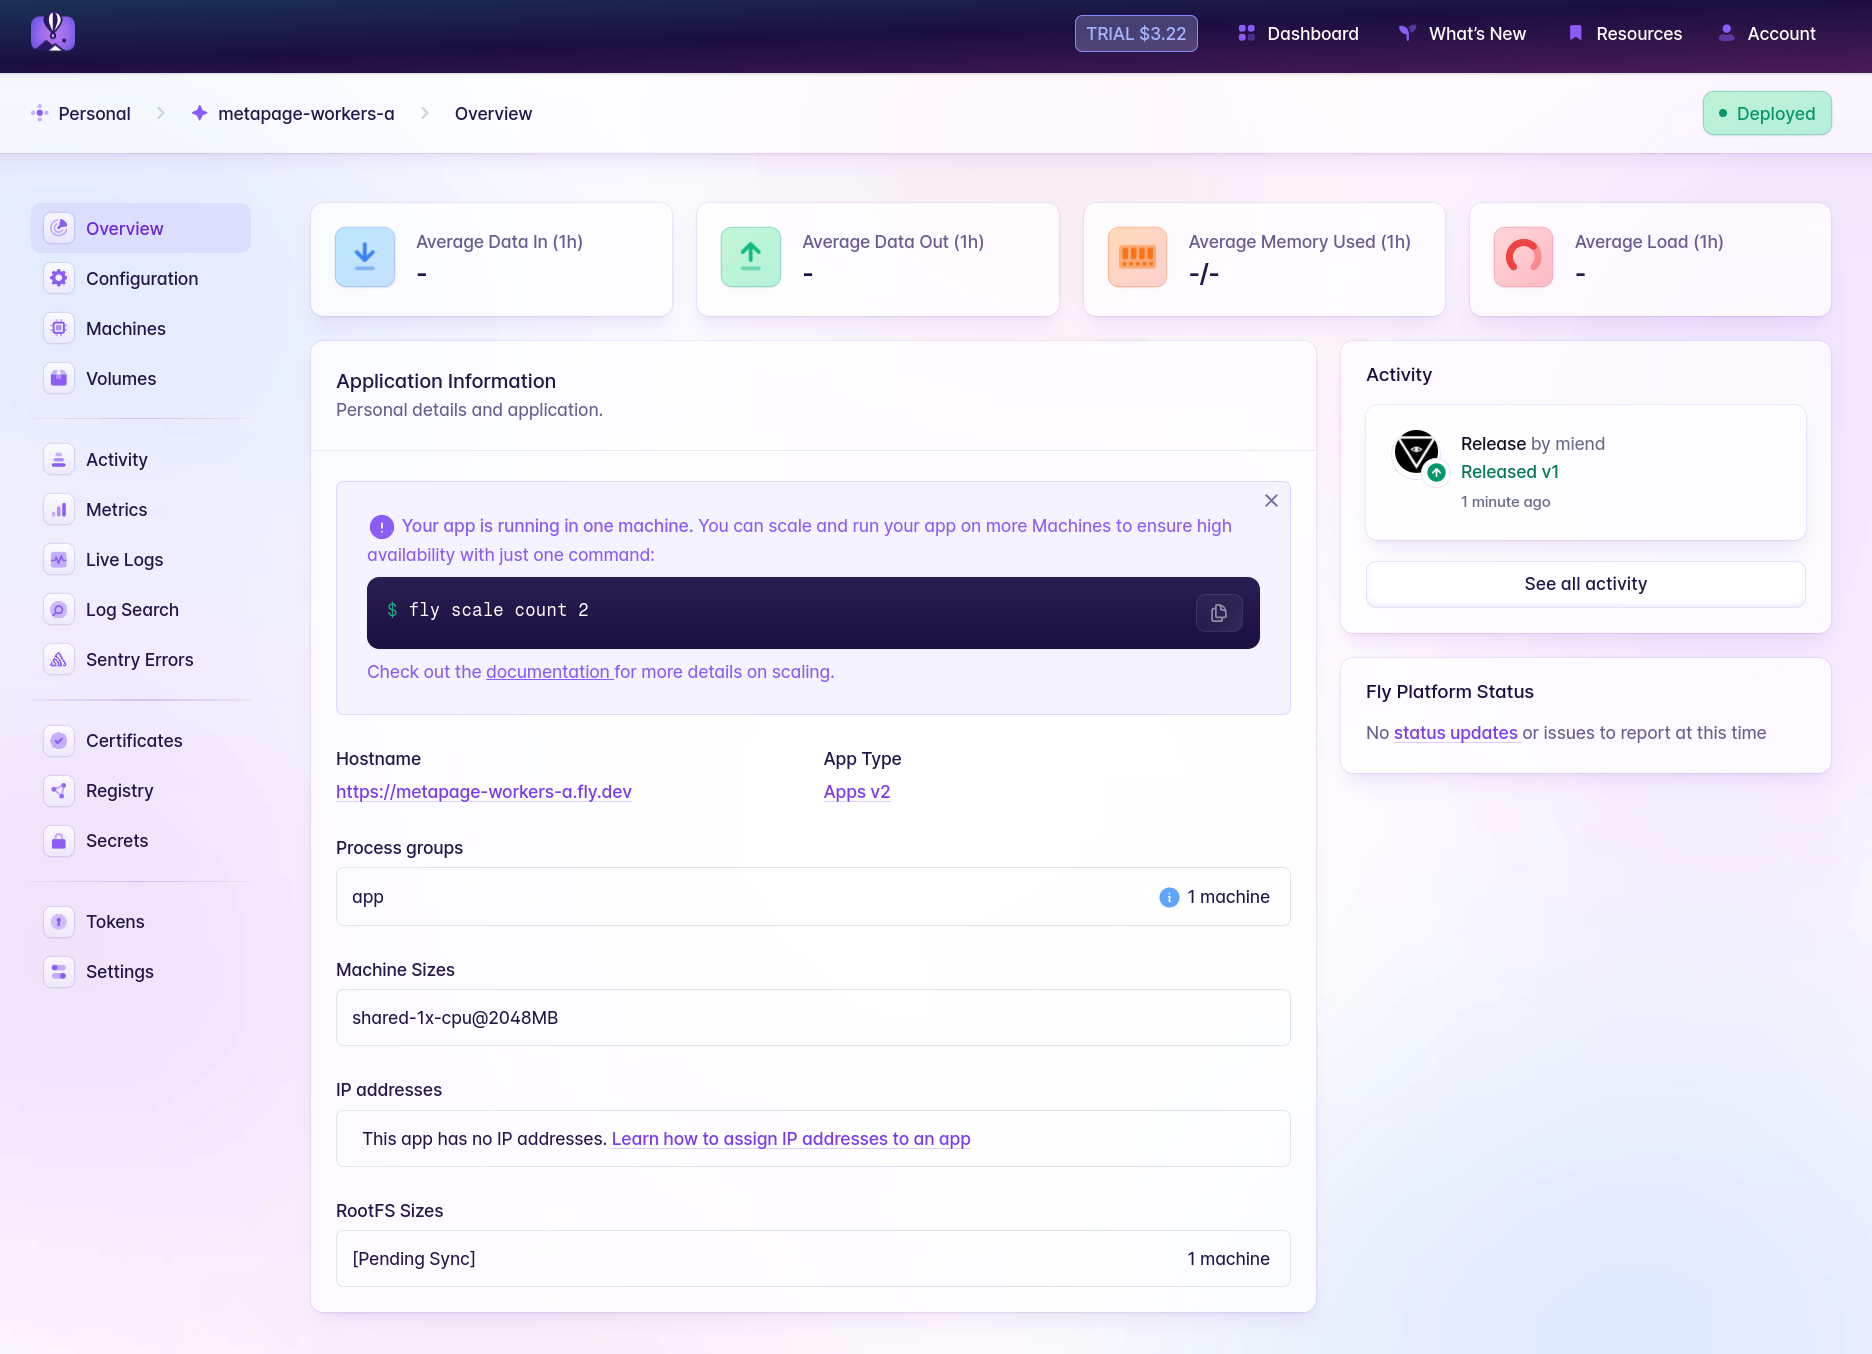 TRIAL $3.22
Dashboard
What's New
Resources
Account
Personal
metapage-workers-a
Overview
Deployed
Overview
Configuration
Machines
Volumes
Activity
Metrics
Live Logs
Log Search
Sentry Errors
Certificates
Registry
Secrets
Tokens
Settings
Average Data In (1h)
-
Average Data Out (1h)
-
Average Memory Used (1h)
-/-
Average Load (1h)
-
Application Information
Personal details and application.
Your app is running in one machine. You can scale and run your app on more Machines to ensure high
availability with just one command:
$ fly scale count 2
Check out the documentation for more details on scaling.
Hostname
https://metapage-workers-a.fly.dev
App Type
Apps v2
Process groups
app
1 machine
Machine Sizes
shared-1x-cpu@2048MB
IP addresses
This app has no IP addresses. Learn how to assign IP addresses to an app
RootFS Sizes
[Pending Sync]
1 machine
Activity
Release by miend
Released v1
1 minute ago
See all activity
Fly Platform Status
No status updates or issues to report at this time